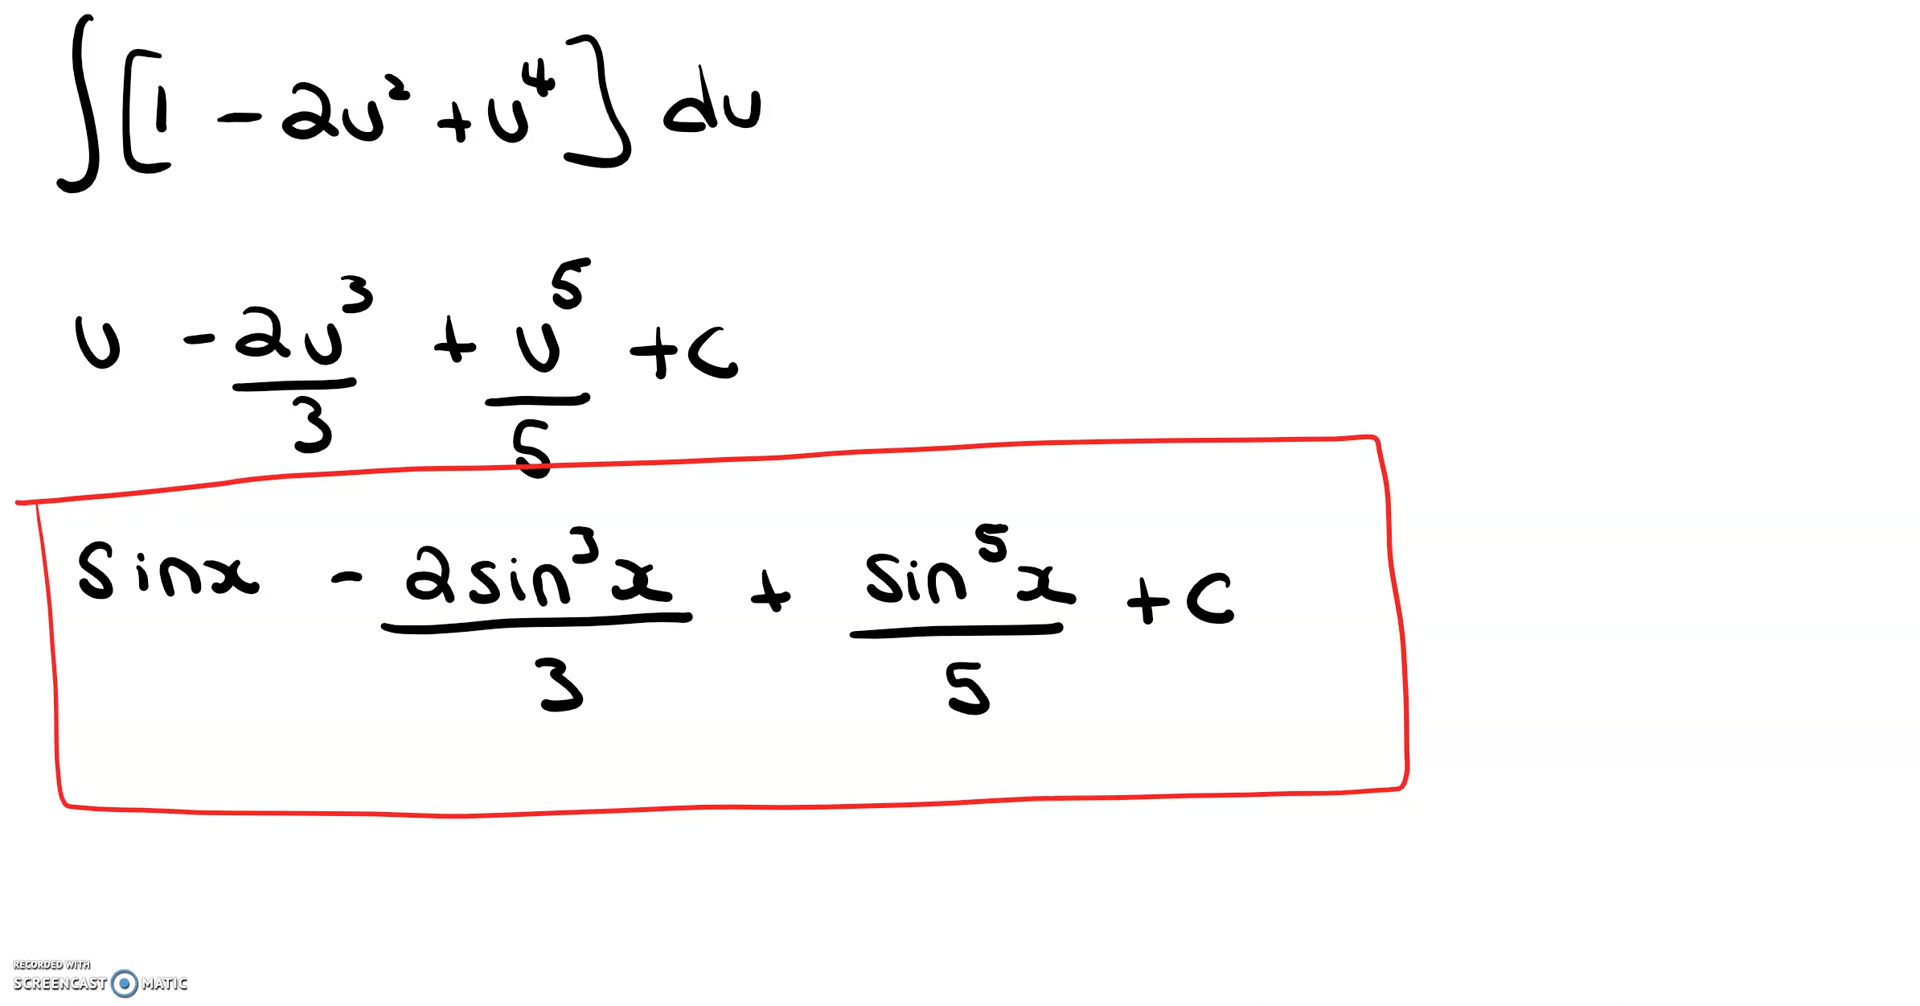 ∫[1 - 2u² + u⁴] du
u - 2u³/3 + u⁵/5 + c
sinx - 2sin³x/3 + sin⁵x/5 + c
RECORDED WITH
SCREENCAST MATIC